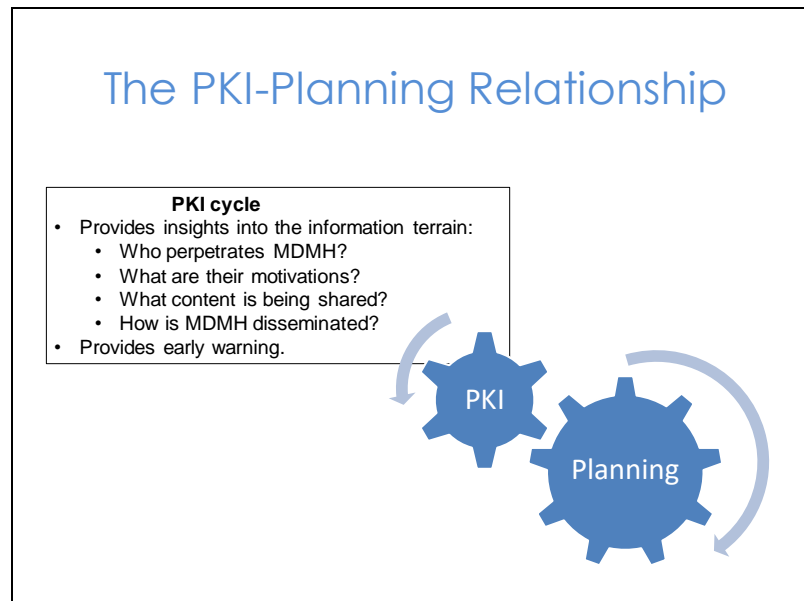 The PKI-Planning Relationship
PKI cycle
• Provides insights into the information terrain:
• Who perpetrates MDMH?
• What are their motivations?
• What content is being shared?
• How is MDMH disseminated?
• Provides early warning.
PKI
Planning